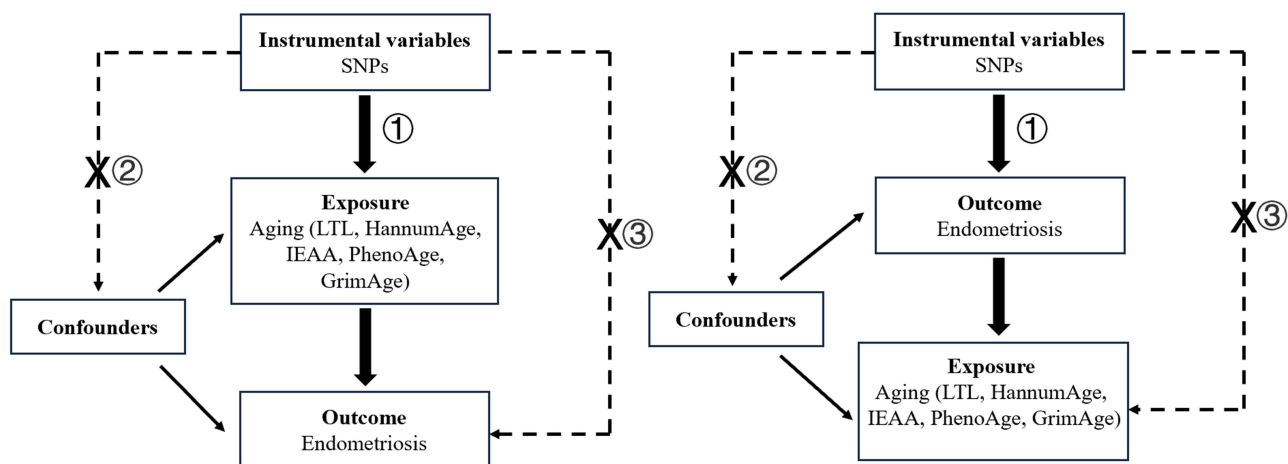 Instrumental variables
SNPs
①
X②
Exposure
Aging (LTL, HannumAge,
IEAA, PhenoAge,
GrimAge)
X③
Confounders
Outcome
Endometriosis
Instrumental variables
SNPs
①
X②
Outcome
Endometriosis
X③
Confounders
Exposure
Aging (LTL, HannumAge,
IEAA, PhenoAge, GrimAge)